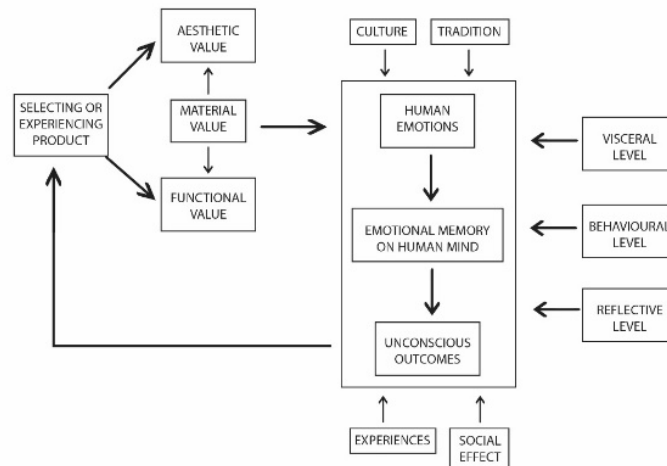 AESTHETIC
VALUE
CULTURE
TRADITION
SELECTING OR
EXPERIENCING
PRODUCT
MATERIAL
VALUE
HUMAN
EMOTIONS
VISCERAL
LEVEL
FUNCTIONAL
VALUE
EMOTIONAL MEMORY
ON HUMAN MIND
BEHAVIOURAL
LEVEL
REFLECTIVE
LEVEL
UNCONSCIOUS
OUTCOMES
EXPERIENCES
SOCIAL
EFFECT